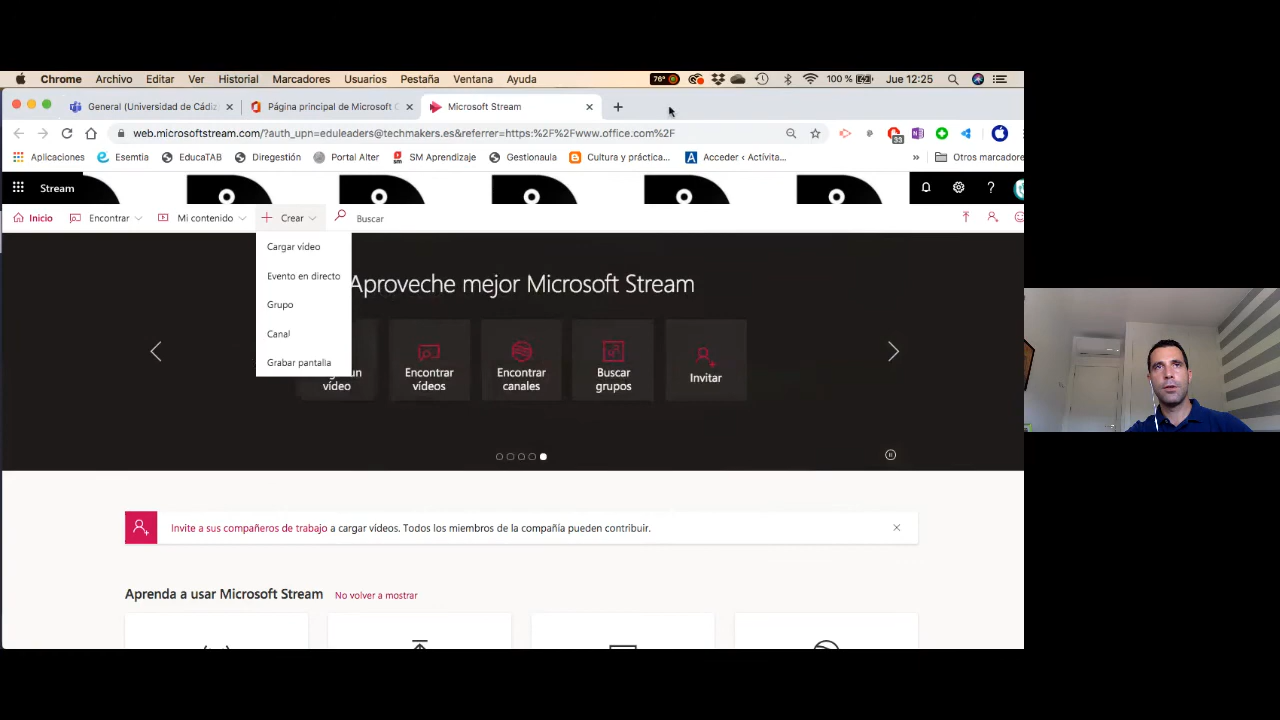 Chrome Archivo Editar Ver Historial Marcadores Usuarios Pestaña Ventana Ayuda 76° 100 % Jue 12:25
General (Universidad de Cádiz Página principal de Microsoft Microsoft Stream
web.microsoftstream.com/?auth_upn=eduleaders@techmakers.es&referrer=https:%2F%2Fwww.office.com%2F 33
Aplicaciones Esemtia EducaTAB Diregestión Portal Alter SM Aprendizaje Gestionaula Cultura y práctica... Acceder ‹ Activita... » Otros marcadore
Stream
Inicio Encontrar Mi contenido Crear Buscar
Cargar vídeo
Evento en directo
Grupo
Canal
Grabar pantalla
Aproveche mejor Microsoft Stream
un vídeo
Encontrar vídeos
Encontrar canales
Buscar grupos
Invitar
Invite a sus compañeros de trabajo a cargar vídeos. Todos los miembros de la compañía pueden contribuir.
Aprenda a usar Microsoft Stream No volver a mostrar